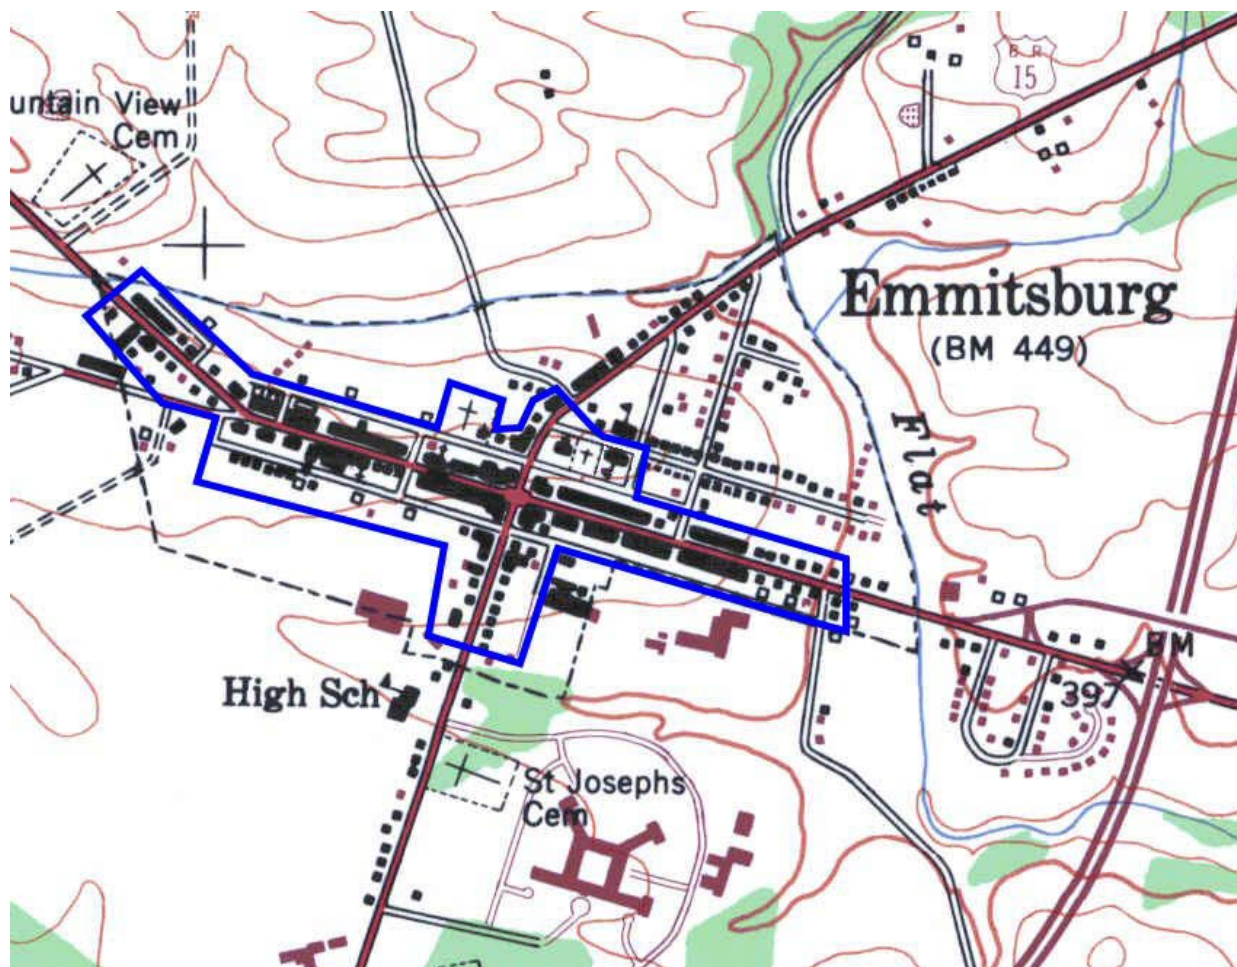 B R
15
untain View
Cem
Emmitsburg
(BM 449)
Flat
BM
397
High Sch
St Josephs
Cem